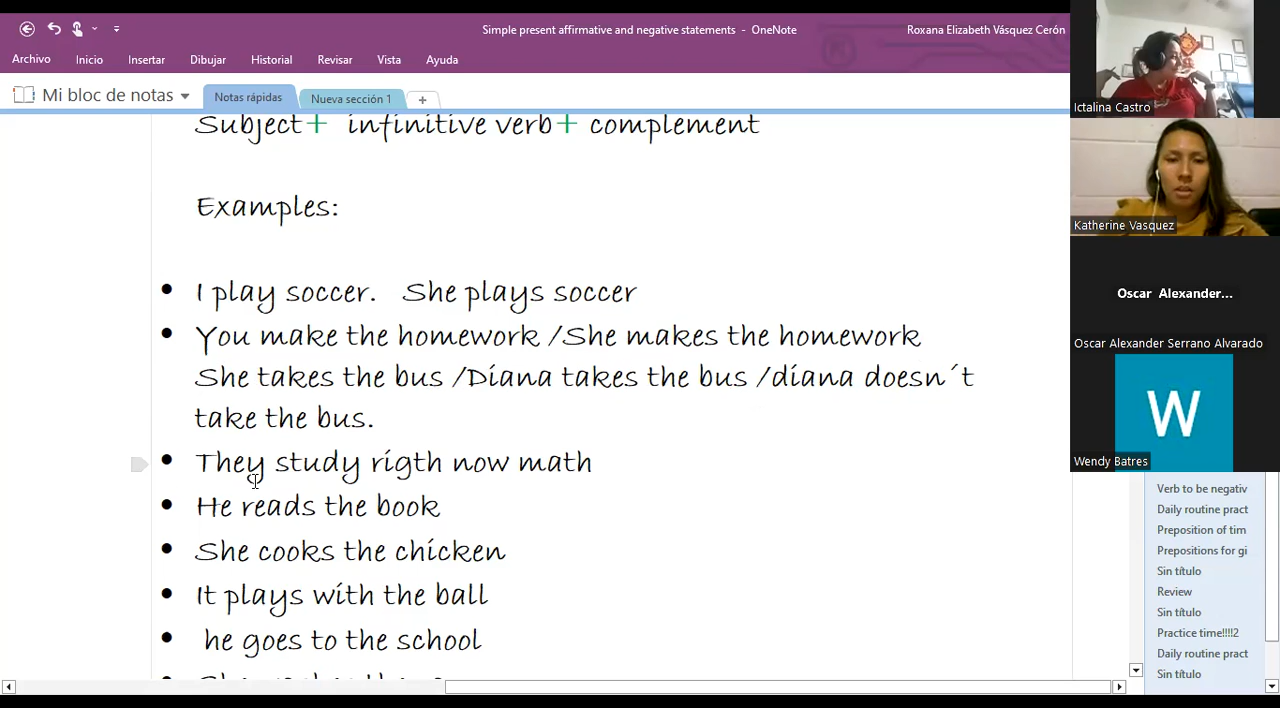 Simple present affirmative and negative statements - OneNote
Roxana Elizabeth Vásquez Cerón
Archivo Inicio Insertar Dibujar Historial Revisar Vista Ayuda
Mi bloc de notas Notas rápidas Nueva sección 1 +
Subject+ infinitive verb+ complement
Examples:
• I play soccer. She plays soccer
• You make the homework /She makes the homework
She takes the bus /Diana takes the bus /diana doesn´t
take the bus.
• They study rigth now math
• He reads the book
• She cooks the chicken
• It plays with the ball
• he goes to the school
Ictalina Castro
Katherine Vasquez
Oscar Alexander...
Oscar Alexander Serrano Alvarado
W
Wendy Batres
Verb to be negativ
Daily routine pract
Preposition of tim
Prepositions for gi
Sin título
Review
Sin título
Practice time!!!!2
Daily routine pract
Sin título